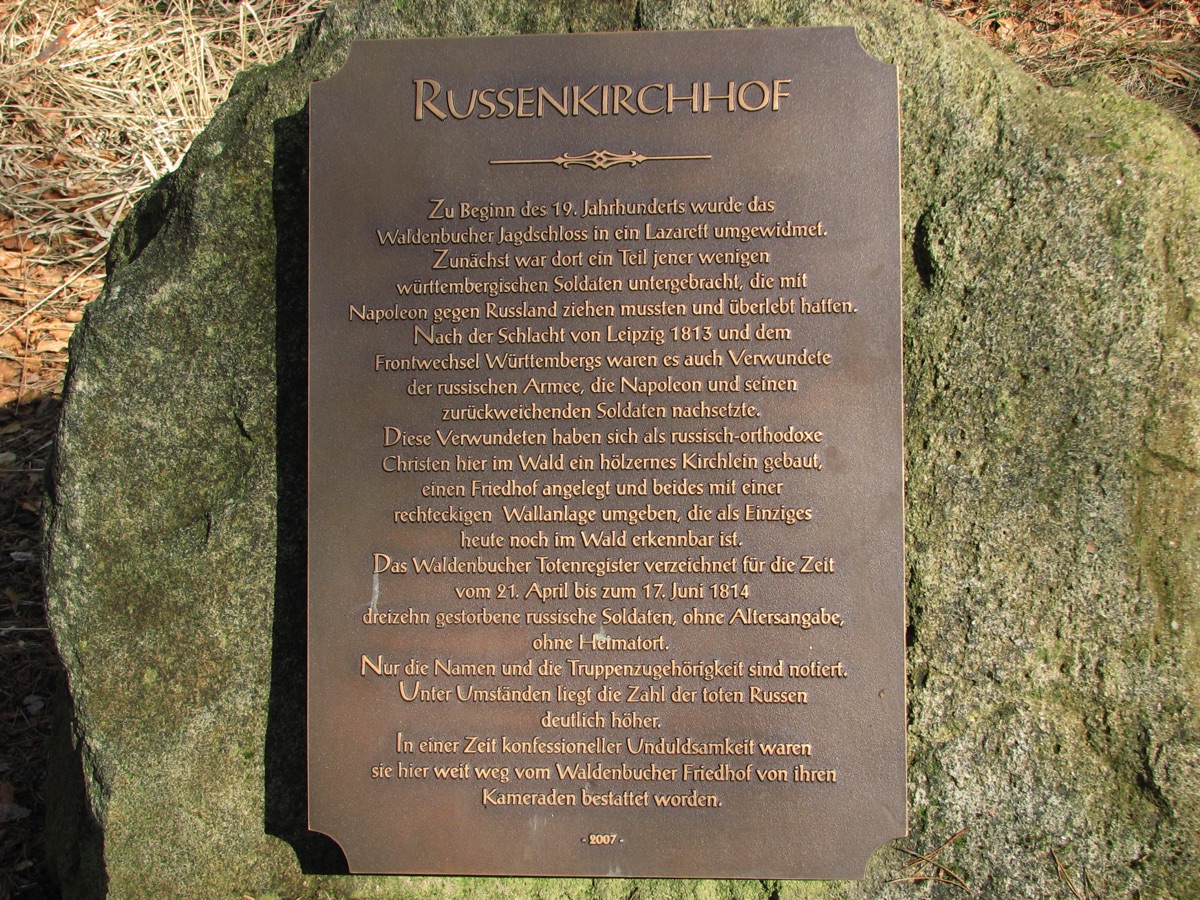 RUSSENKIRCHHOF
Zu Beginn des 19. Jahrhunderts wurde das
Waldenbucher Jagdschloss in ein Lazarett umgewidmet.
Zunächst war dort ein Teil jener wenigen
württembergischen Soldaten untergebracht, die mit
Napoleon gegen Russland ziehen mussten und überlebt hatten.
Nach der Schlacht von Leipzig 1813 und dem
Frontwechsel Württembergs waren es auch Verwundete
der russischen Armee, die Napoleon und seinen
zurückweichenden Soldaten nachsetzte.
Diese Verwundeten haben sich als russisch-orthodoxe
Christen hier im Wald ein hölzernes Kirchlein gebaut,
einen Friedhof angelegt und beides mit einer
rechteckigen Wallanlage umgeben, die als Einziges
heute noch im Wald erkennbar ist.
Das Waldenbucher Totenregister verzeichnet für die Zeit
vom 21. April bis zum 17. Juni 1814
dreizehn gestorbene russische Soldaten, ohne Altersangabe,
ohne Heimatort.
Nur die Namen und die Truppenzugehörigkeit sind notiert.
Unter Umständen liegt die Zahl der toten Russen
deutlich höher.
In einer Zeit konfessioneller Unduldsamkeit waren
sie hier weit weg vom Waldenbucher Friedhof von ihren
Kameraden bestattet worden.
- 2007 -